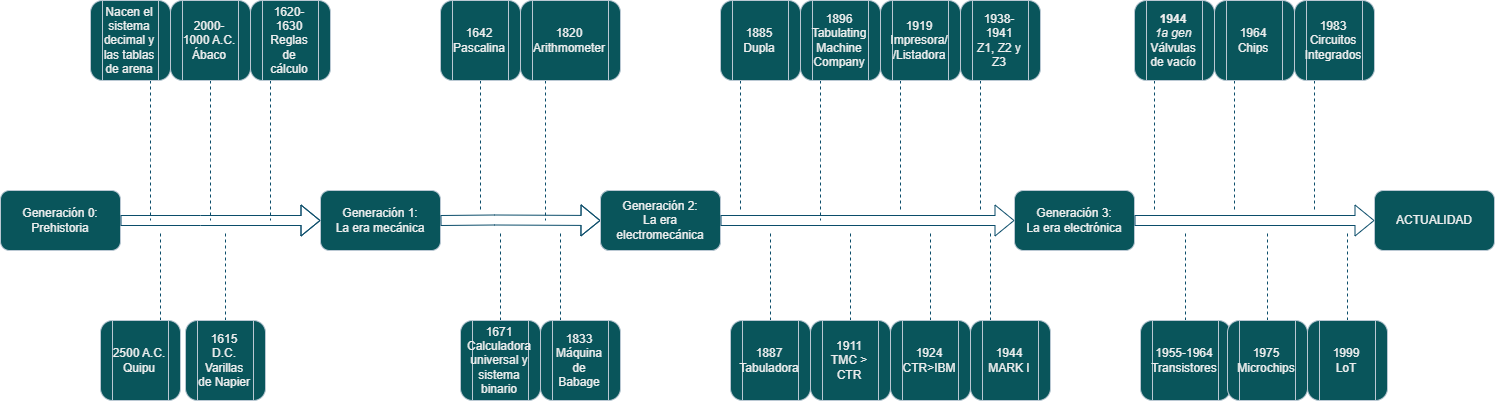 Nacen el
sistema
decimal y
las tablas
de arena
2000-
1000 A.C.
Ábaco
1620-
1630
Reglas
de
cálculo
1642
Pascalina
1820
Arithmometer
1885
Dupla
1896
Tabulating
Machine
Company
1919
Impresora/
/Listadora
1938-
1941
Z1, Z2 y
Z3
1944
1a gen
Válvulas
de vacío
1964
Chips
1983
Circuitos
Integrados
Generación 0:
Prehistoria
Generación 1:
La era mecánica
Generación 2:
La era
electromecánica
Generación 3:
La era electrónica
ACTUALIDAD
2500 A.C.
Quipu
1615
D.C.
Varillas
de Napier
1671
Calculadora
universal y
sistema
binario
1833
Máquina
de
Babage
1887
Tabuladora
1911
TMC >
CTR
1924
CTR>IBM
1944
MARK I
1955-1964
Transistores
1975
Microchips
1999
LoT